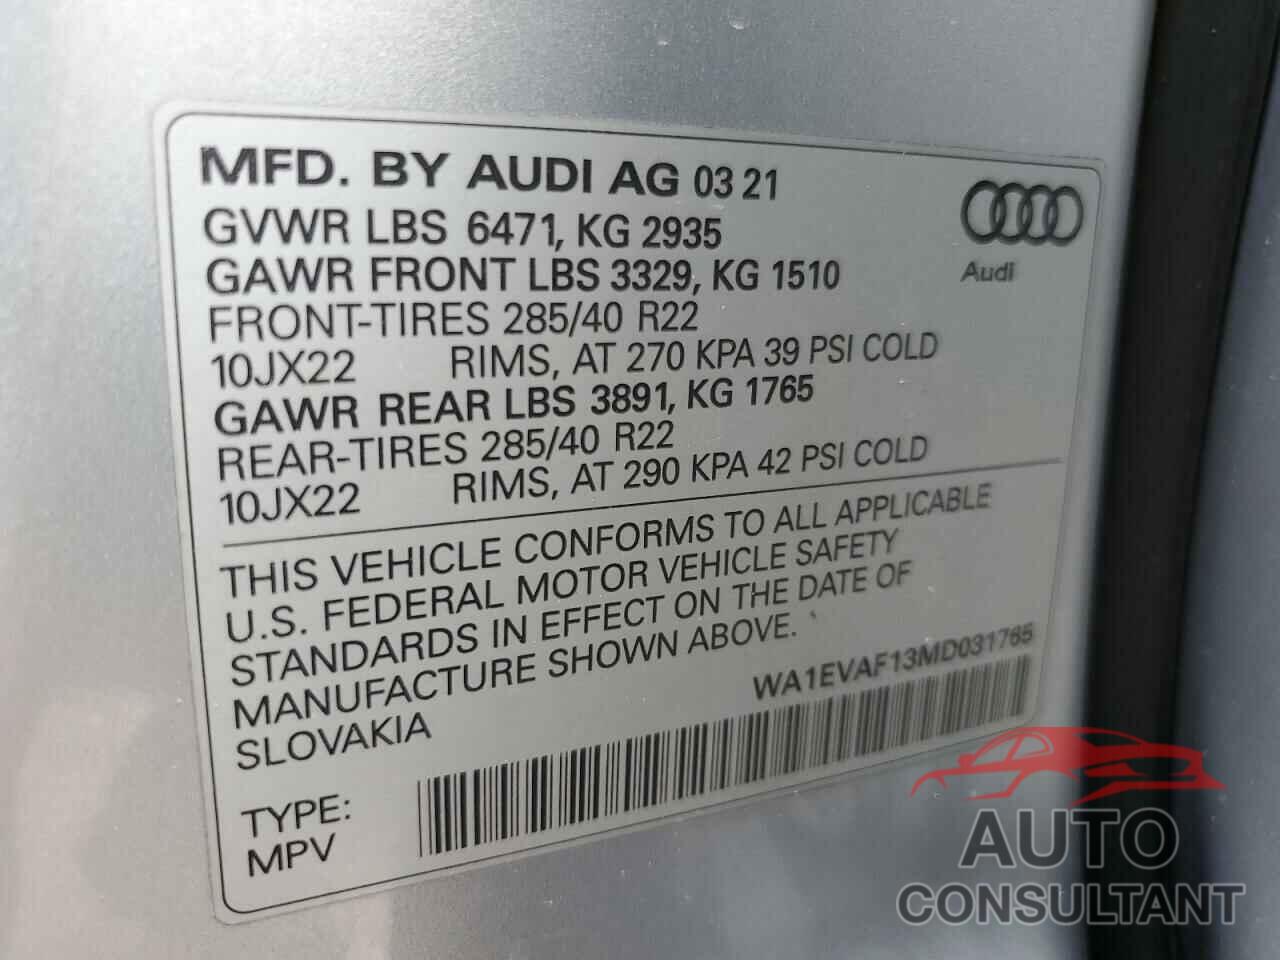 MFD. BY AUDI AG 03 21
GVWR LBS 6471, KG 2935
GAWR FRONT LBS 3329, KG 1510
FRONT-TIRES 285/40 R22
10JX22 RIMS, AT 270 KPA 39 PSI COLD
GAWR REAR LBS 3891, KG 1765
REAR-TIRES 285/40 R22
10JX22 RIMS, AT 290 KPA 42 PSI COLD
Audi
THIS VEHICLE CONFORMS TO ALL APPLICABLE
U.S. FEDERAL MOTOR VEHICLE SAFETY
STANDARDS IN EFFECT ON THE DATE OF
MANUFACTURE SHOWN ABOVE.
SLOVAKIA
WA1EVAF13MD031765
TYPE:
MPV
AUTO
CONSULTANT